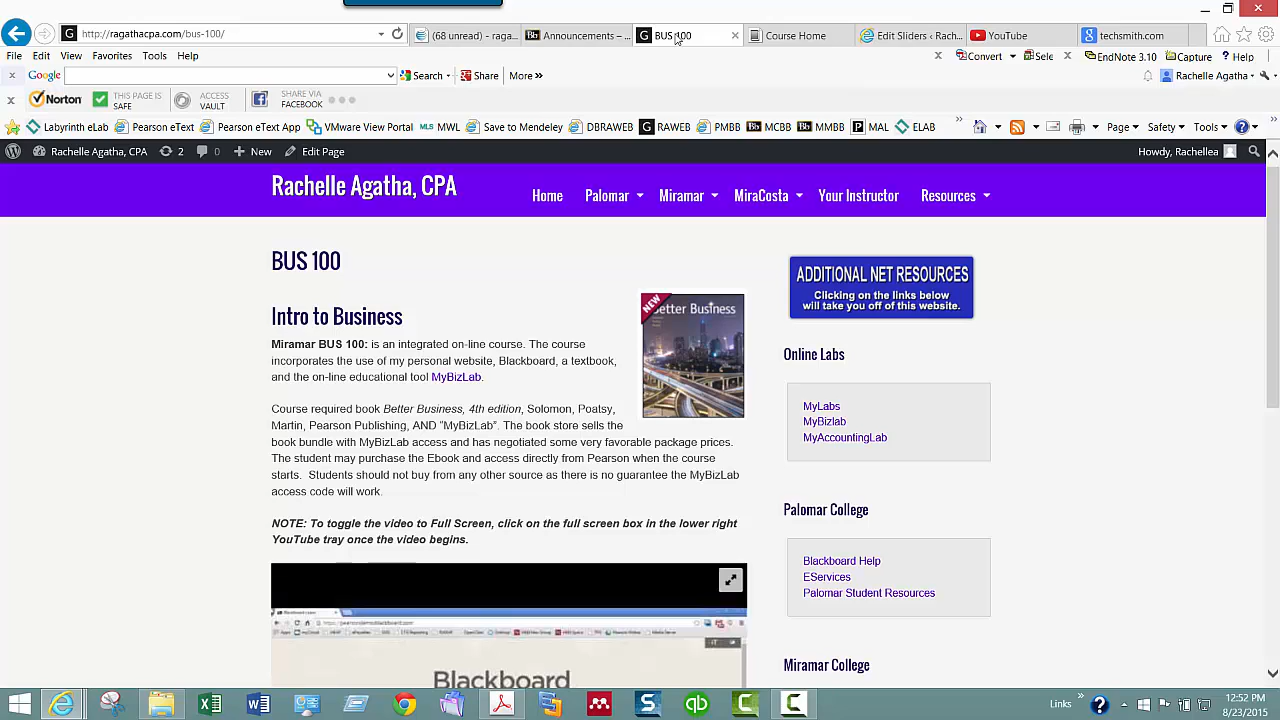 http://ragathacpa.com/bus-100/
(68 unread) - raga...
Announcements – ...
BUS 100
Course Home
Edit Sliders ‹ Rachell...
YouTube
techsmith.com
File Edit View Favorites Tools Help
Convert
Sele
EndNote 3.10
Help
Google
Search
Share
More »
Rachelle Agatha
Norton
THIS PAGE IS
SAFE
ACCESS
VAULT
SHARE VIA
FACEBOOK
Labyrinth eLab
Pearson eText
Pearson eText App
VMware View Portal
MLS MWL
Save to Mendeley
DBRAWEB
RAWEB
PMBB
MCBB
MMBB
MAL
ELAB
Page
Safety
Tools
Rachelle Agatha, CPA
2
0
New
Edit Page
Howdy, Rachellea
Rachelle Agatha, CPA
Home Palomar Miramar MiraCosta Your Instructor Resources
BUS 100
Intro to Business
Miramar BUS 100: is an integrated on-line course. The course
incorporates the use of my personal website, Blackboard, a textbook,
and the on-line educational tool MyBizLab.
NEW
Better Business
Course required book Better Business, 4th edition, Solomon, Poatsy,
Martin, Pearson Publishing, AND “MyBizLab”. The book store sells the
book bundle with MyBizLab access and has negotiated some very favorable package prices.
The student may purchase the Ebook and access directly from Pearson when the course
starts. Students should not buy from any other source as there is no guarantee the MyBizLab
access code will work.
NOTE: To toggle the video to Full Screen, click on the full screen box in the lower right
YouTube tray once the video begins.
Blackboard
ADDITIONAL NET RESOURCES
Clicking on the links below
will take you off of this website.
Online Labs
MyLabs
MyBizlab
MyAccountingLab
Palomar College
Blackboard Help
EServices
Palomar Student Resources
Miramar College
Links
12:52 PM
8/23/2015